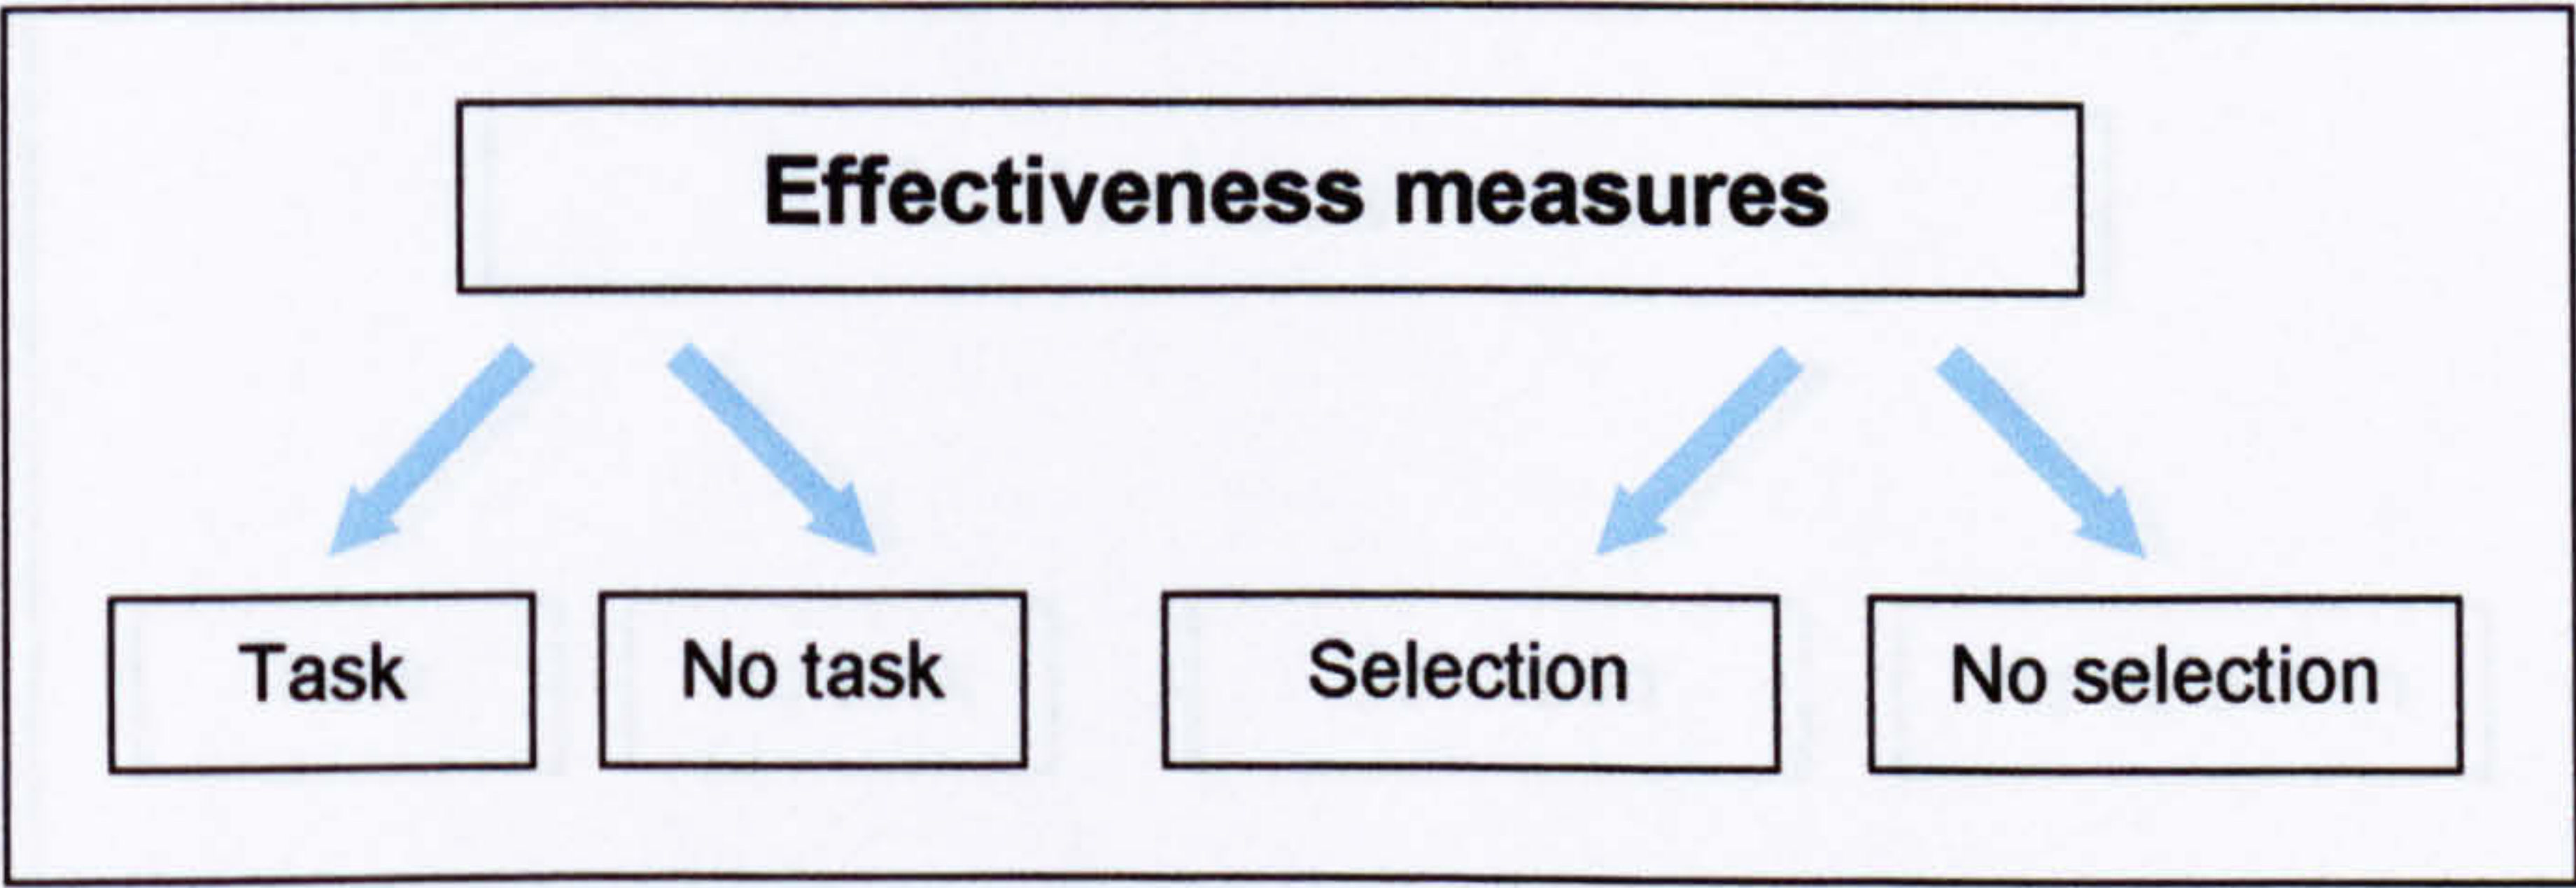 Effectiveness measures
Task
No task
Selection
No selection